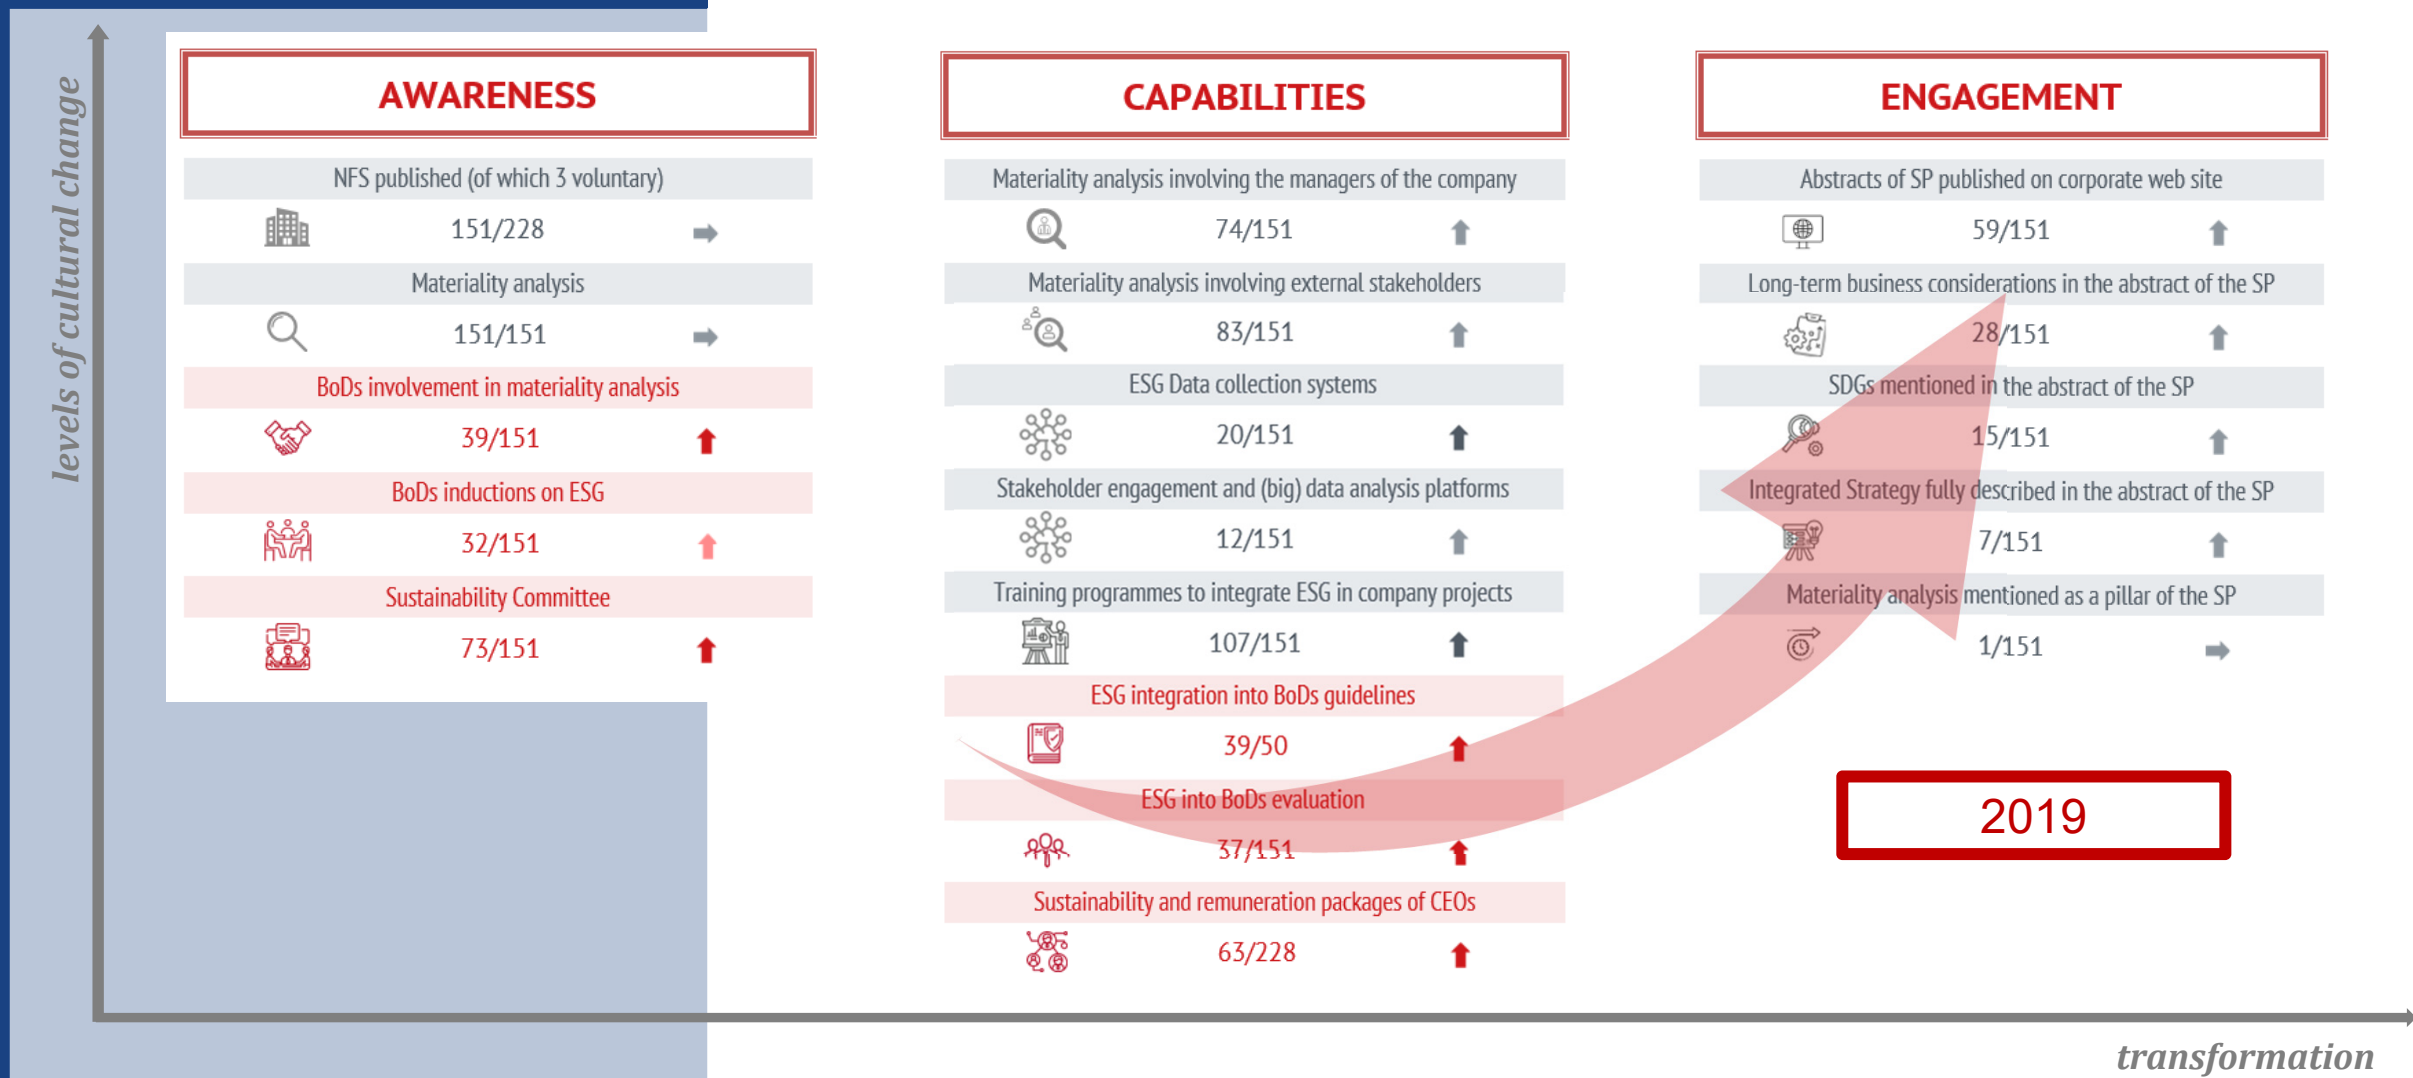 levels of cultural change
AWARENESS
NFS published (of which 3 voluntary)
151/228
Materiality analysis
151/151
BoDs involvement in materiality analysis
39/151
BoDs inductions on ESG
32/151
Sustainability Committee
73/151
CAPABILITIES
Materiality analysis involving the managers of the company
74/151
Materiality analysis involving external stakeholders
83/151
ESG Data collection systems
20/151
Stakeholder engagement and (big) data analysis platforms
12/151
Training programmes to integrate ESG in company projects
107/151
ESG integration into BoDs guidelines
39/50
ESG into BoDs evaluation
37/151
Sustainability and remuneration packages of CEOs
63/228
ENGAGEMENT
Abstracts of SP published on corporate web site
59/151
Long-term business considerations in the abstract of the SP
28/151
SDGs mentioned in the abstract of the SP
15/151
Integrated Strategy fully described in the abstract of the SP
7/151
Materiality analysis mentioned as a pillar of the SP
1/151
2019
transformation